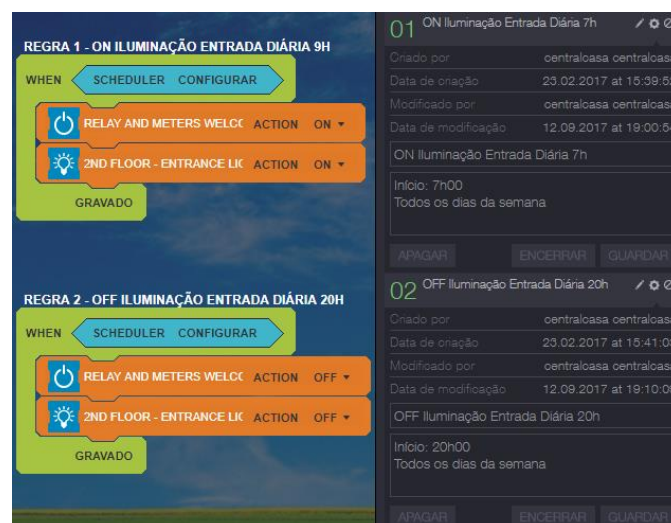 REGRA 1 - ON ILUMINAÇÃO ENTRADA DIÁRIA 9H
WHEN SCHEDULER CONFIGURAR
RELAY AND METERS WELCC ACTION ON
2ND FLOOR - ENTRANCE LIC ACTION ON
GRAVADO
REGRA 2 - OFF ILUMINAÇÃO ENTRADA DIÁRIA 20H
WHEN SCHEDULER CONFIGURAR
RELAY AND METERS WELCC ACTION OFF
2ND FLOOR - ENTRANCE LIC ACTION OFF
GRAVADO
01 ON Iluminação Entrada Diária 7h
Criado por centralcasa centralcasa
Data de criação 23.02.2017 at 15:39:5
Modificado por centralcasa centralcasa
Data de modificação 12.09.2017 at 19:00:5
ON Iluminação Entrada Diária 7h
Início: 7h00
Todos os dias da semana
APAGAR ENCERRAR GUARDAR
02 OFF Iluminação Entrada Diária 20h
Criado por centralcasa centralcasa
Data de criação 23.02.2017 at 15:41:0
Modificado por centralcasa centralcasa
Data de modificação 12.09.2017 at 19:10:0
OFF Iluminação Entrada Diária 20h
Início: 20h00
Todos os dias da semana
APAGAR ENCERRAR GUARDAR